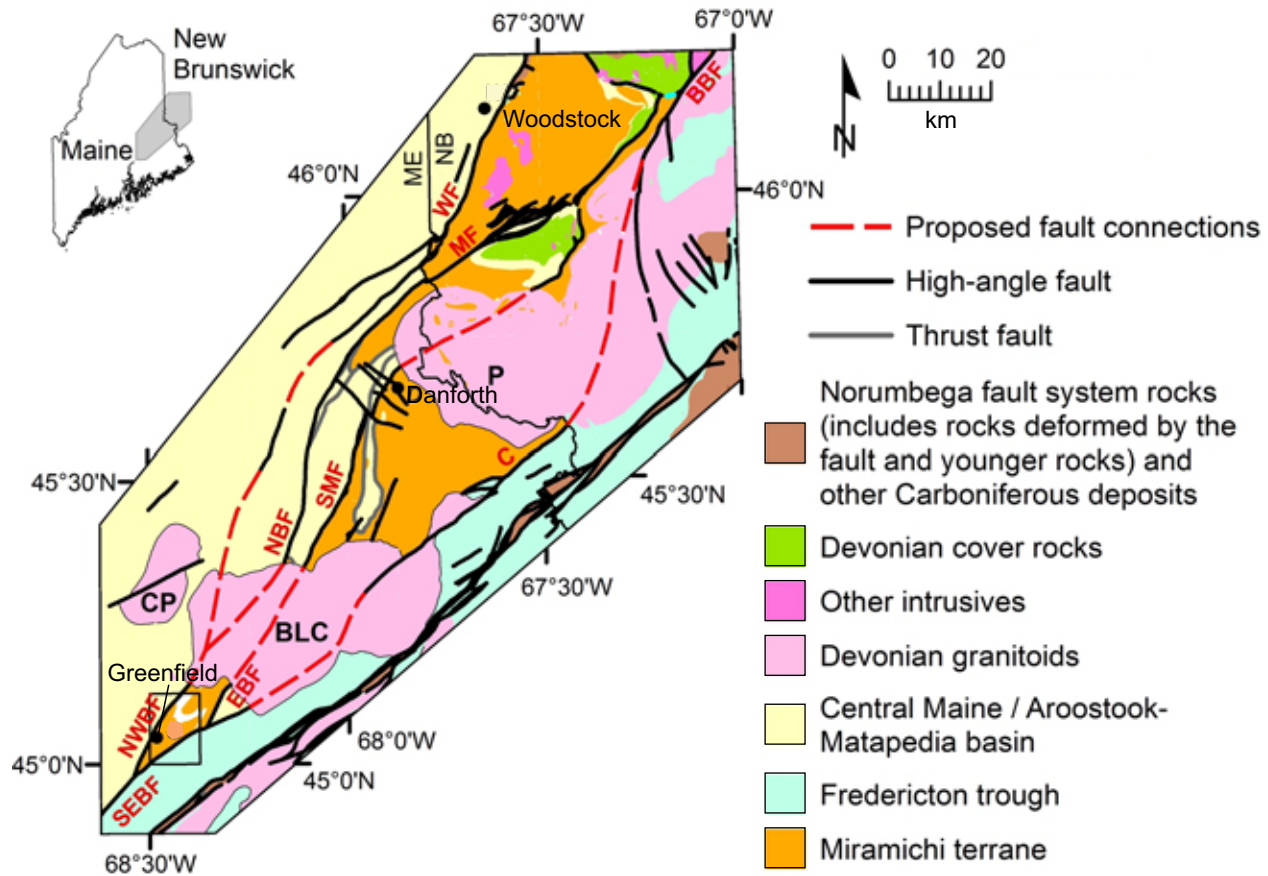 67°30'W
67°0'W
New
Brunswick
Maine
0 10 20
km
N
BBF
Woodstock
ME
NB
46°0'N
46°0'N
WF
MF
Proposed fault connections
High-angle fault
Thrust fault
P
Danforth
Norumbega fault system rocks
(includes rocks deformed by the
fault and younger rocks) and
other Carboniferous deposits
C
45°30'N
45°30'N
SMF
NBF
Devonian cover rocks
67°30'W
CP
Other intrusives
BLC
Devonian granitoids
Greenfield
EBF
NWBF
Central Maine / Aroostook-
Matapedia basin
68°0'W
45°0'N
45°0'N
SEBF
Fredericton trough
Miramichi terrane
68°30'W